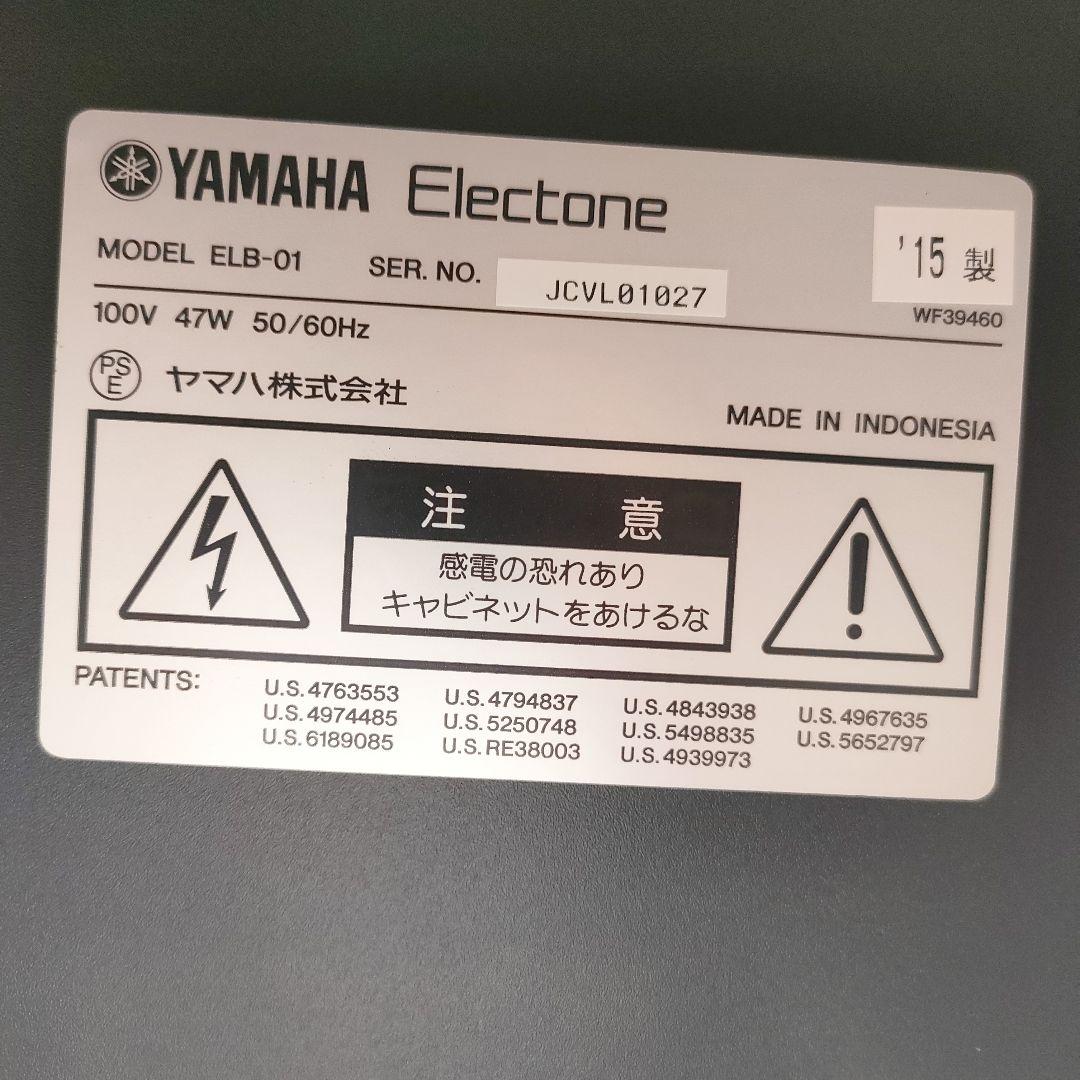 YAMAHA Electone
MODEL ELB-01 SER. NO. JCVL01027
'15 製
WF39460
100V 47W 50/60Hz
PS
E
ヤマハ株式会社
MADE IN INDONESIA
注 意
感電の恐れあり
キャビネットをあけるな
PATENTS: U.S.4763553 U.S.4794837 U.S.4843938 U.S.4967635
U.S.4974485 U.S.5250748 U.S.5498835 U.S.5652797
U.S.6189085 U.S.RE38003 U.S.4939973